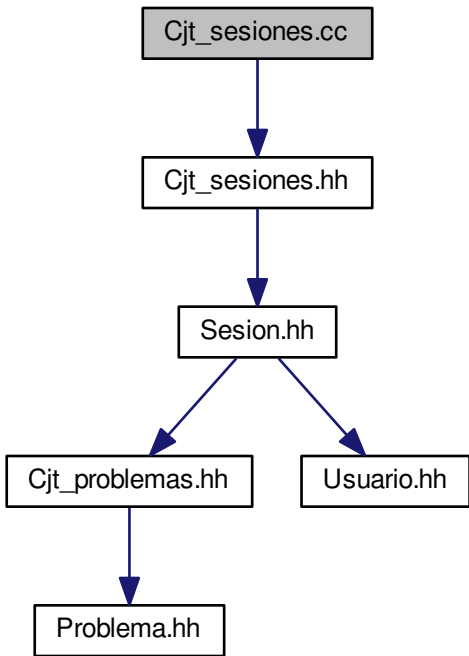 Cjt_sesiones.cc
Cjt_sesiones.hh
Sesion.hh
Cjt_problemas.hh
Usuario.hh
Problema.hh